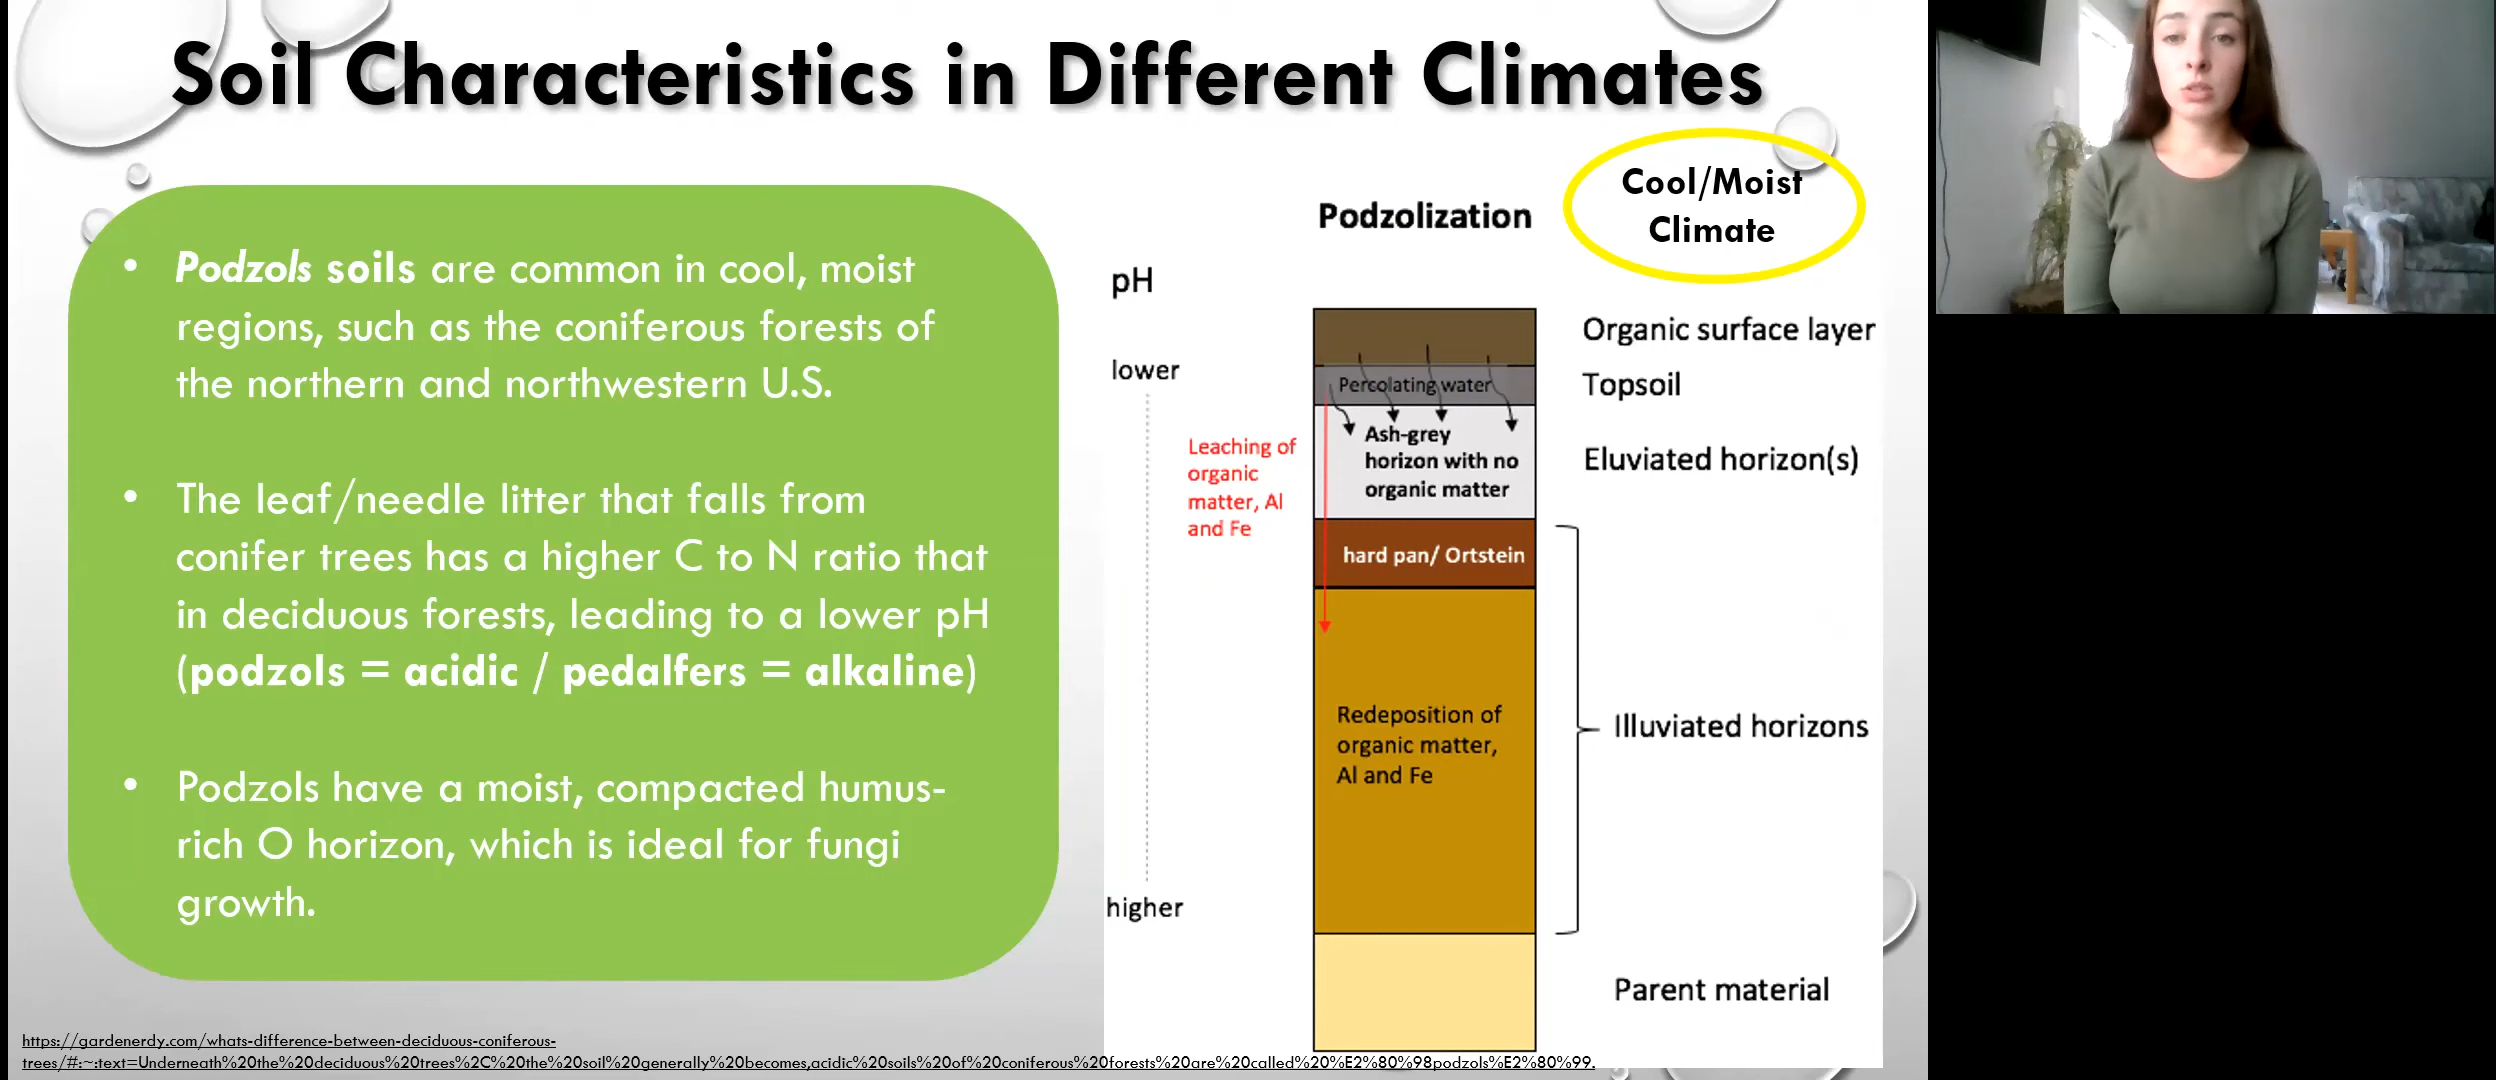 Soil Characteristics in Different Climates
• Podzols soils are common in cool, moist
regions, such as the coniferous forests of
the northern and northwestern U.S.
• The leaf/needle litter that falls from
conifer trees has a higher C to N ratio that
in deciduous forests, leading to a lower pH
(podzols = acidic / pedalfers = alkaline)
• Podzols have a moist, compacted humus-
rich O horizon, which is ideal for fungi
growth.
Podzolization
Cool/Moist
Climate
pH
lower
higher
Leaching of
organic
matter, Al
and Fe
Percolating water
Ash-grey
horizon with no
organic matter
hard pan/ Ortstein
Redeposition of
organic matter,
Al and Fe
Organic surface layer
Topsoil
Eluviated horizon(s)
Illuviated horizons
Parent material
https://gardenerdy.com/whats-difference-between-deciduous-coniferous-
trees/#:~:text=Underneath%20the%20deciduous%20trees%2C%20the%20soil%20generally%20becomes,acidic%20soils%20of%20coniferous%20forests%20are%20called%20%E2%80%98podzols%E2%80%99.